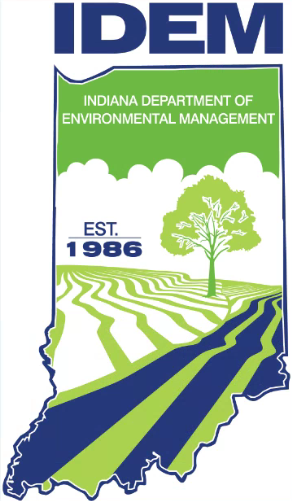 IDEM
INDIANA DEPARTMENT OF
ENVIRONMENTAL MANAGEMENT
EST.
1986